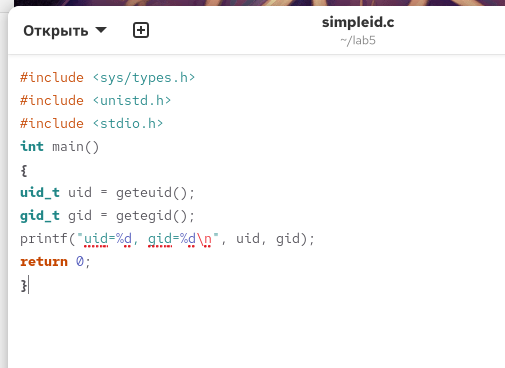 Открыть
simpleid.c
~/lab5
#include <sys/types.h>
#include <unistd.h>
#include <stdio.h>
int main()
{
uid_t uid = geteuid();
gid_t gid = getegid();
printf("uid=%d, gid=%d\n", uid, gid);
return 0;
}